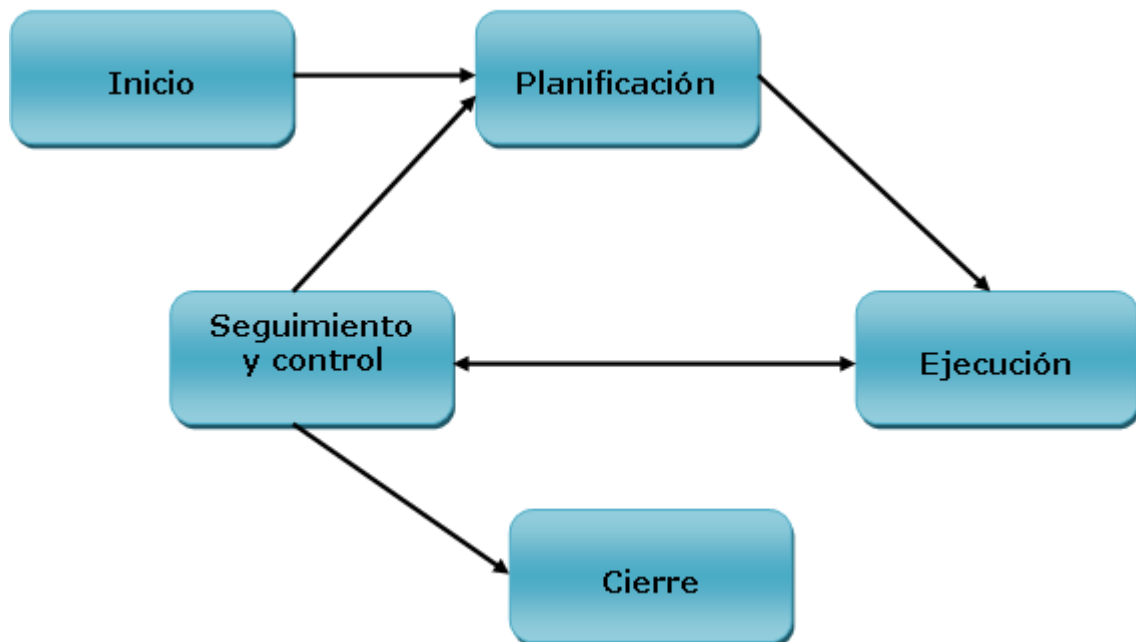 Inicio
Planificación
Seguimiento
y control
Ejecución
Cierre